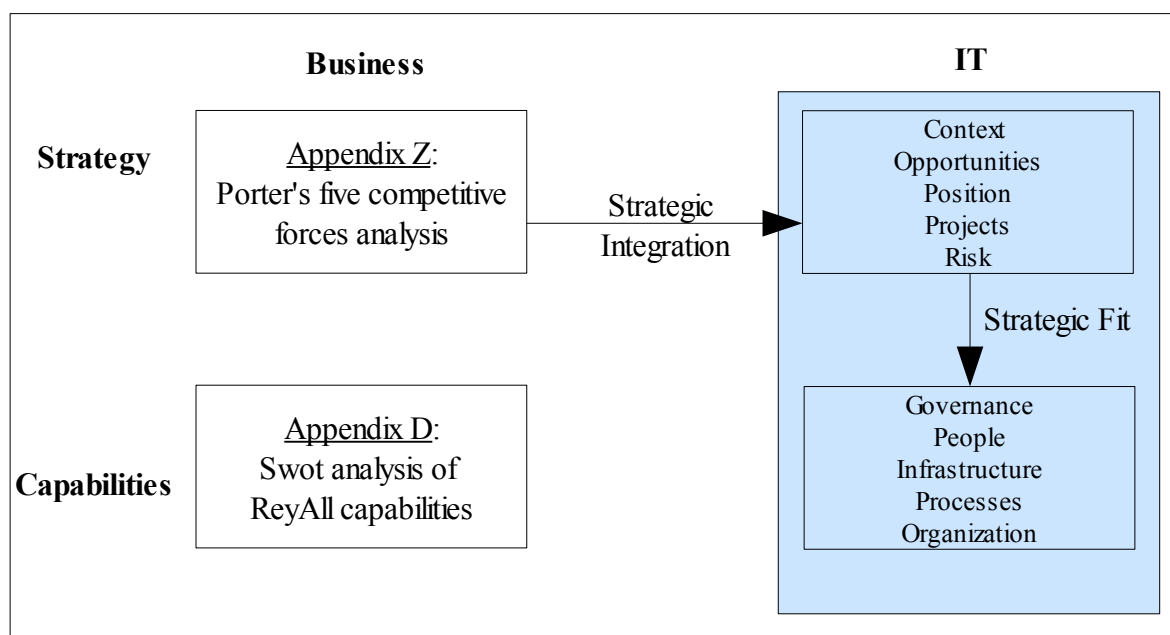 Business
IT
Strategy
Appendix Z:
Porter's five competitive
forces analysis
Strategic
Integration
Context
Opportunities
Position
Projects
Risk
Strategic Fit
Capabilities
Appendix D:
Swot analysis of
ReyAll capabilities
Governance
People
Infrastructure
Processes
Organization